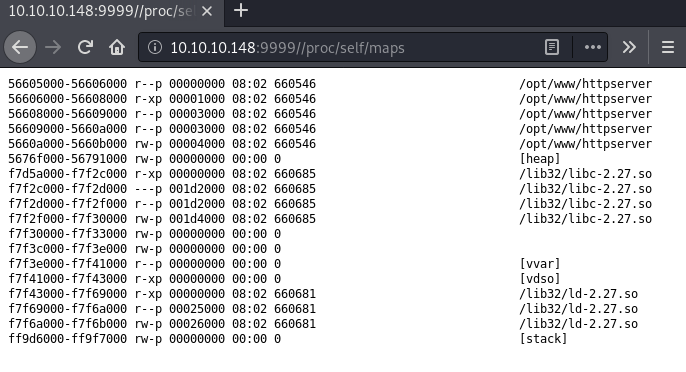 10.10.10.148:9999//proc/se
10.10.10.148:9999//proc/self/maps
56605000-56606000 r--p 00000000 08:02 660546 /opt/www/httpserver
56606000-56608000 r-xp 00001000 08:02 660546 /opt/www/httpserver
56608000-56609000 r--p 00003000 08:02 660546 /opt/www/httpserver
56609000-5660a000 r--p 00003000 08:02 660546 /opt/www/httpserver
5660a000-5660b000 rw-p 00004000 08:02 660546 /opt/www/httpserver
5676f000-56791000 rw-p 00000000 00:00 0 [heap]
f7d5a000-f7f2c000 r-xp 00000000 08:02 660685 /lib32/libc-2.27.so
f7f2c000-f7f2d000 ---p 001d2000 08:02 660685 /lib32/libc-2.27.so
f7f2d000-f7f2f000 r--p 001d2000 08:02 660685 /lib32/libc-2.27.so
f7f2f000-f7f30000 rw-p 001d4000 08:02 660685 /lib32/libc-2.27.so
f7f30000-f7f33000 rw-p 00000000 00:00 0
f7f3c000-f7f3e000 rw-p 00000000 00:00 0
f7f3e000-f7f41000 r--p 00000000 00:00 0 [vvar]
f7f41000-f7f43000 r-xp 00000000 00:00 0 [vdso]
f7f43000-f7f69000 r-xp 00000000 08:02 660681 /lib32/ld-2.27.so
f7f69000-f7f6a000 r--p 00025000 08:02 660681 /lib32/ld-2.27.so
f7f6a000-f7f6b000 rw-p 00026000 08:02 660681 /lib32/ld-2.27.so
ff9d6000-ff9f7000 rw-p 00000000 00:00 0 [stack]